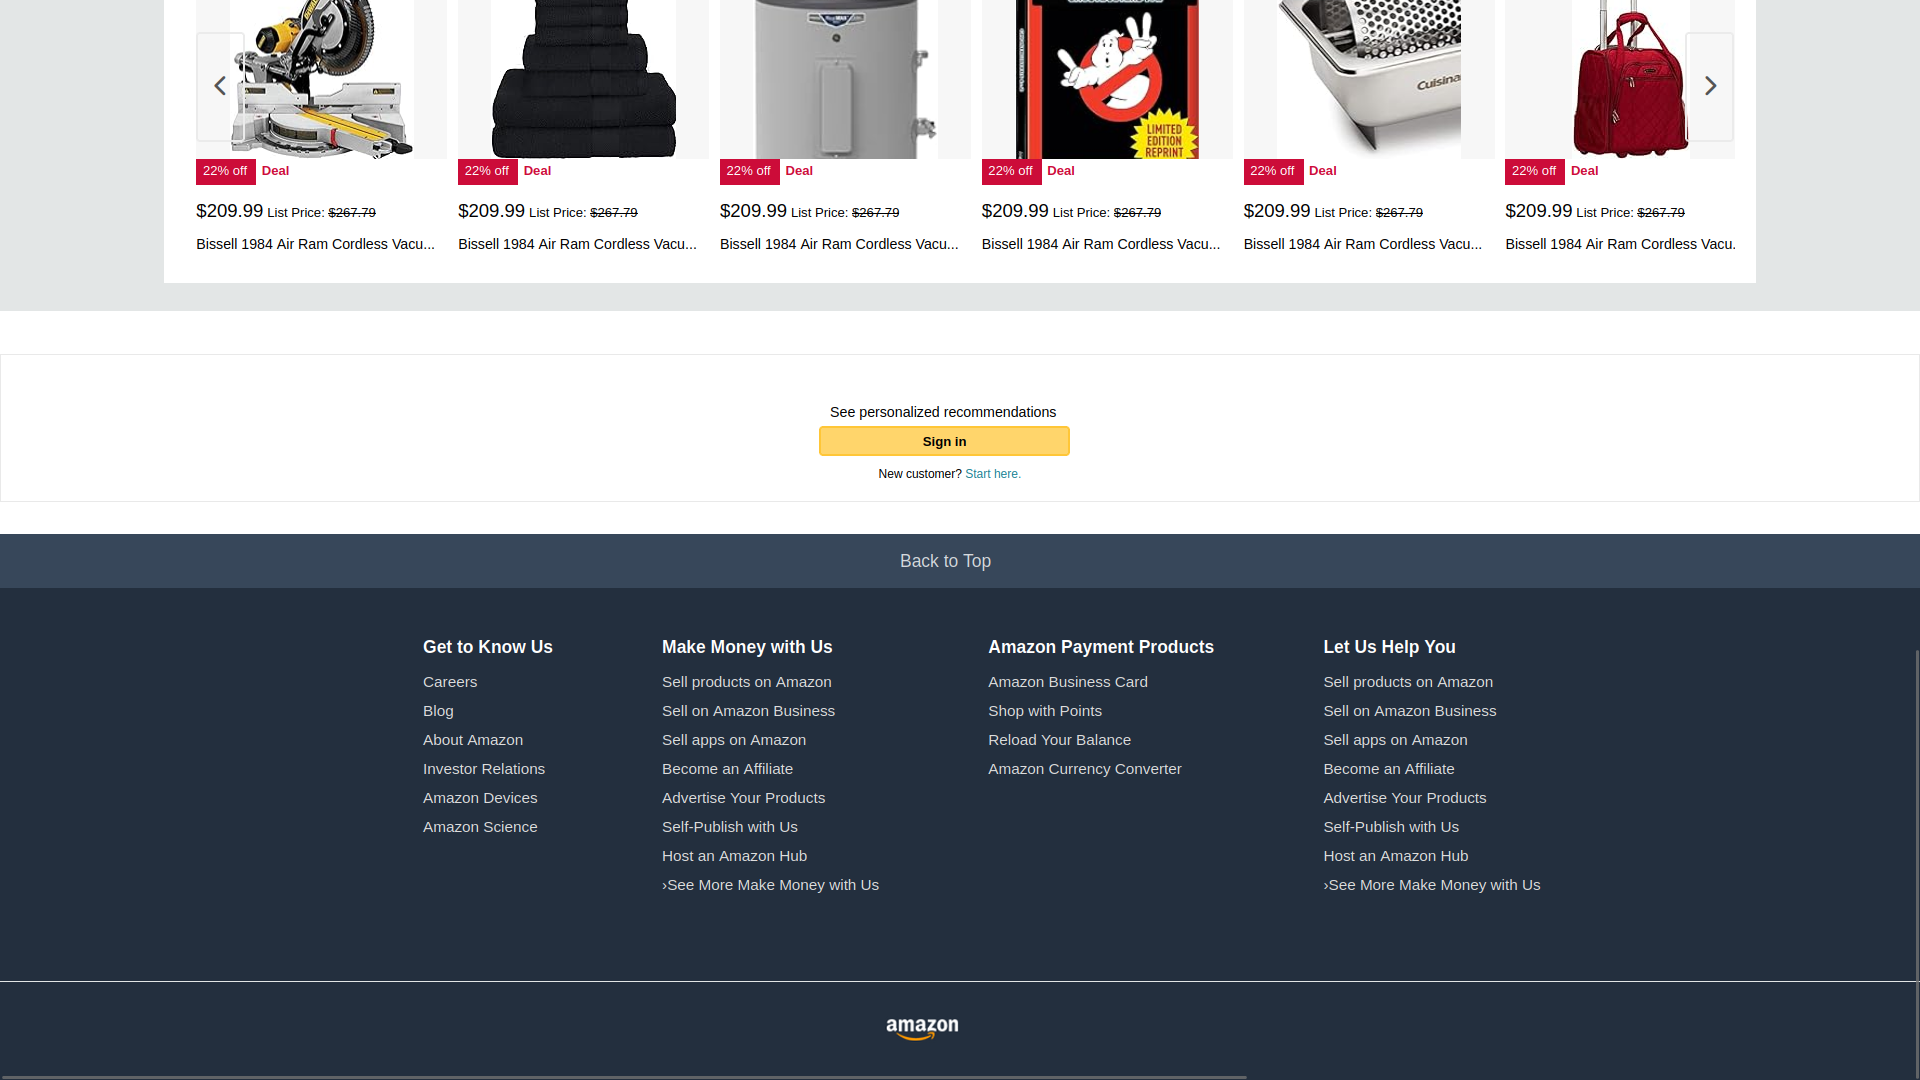 Cuisina
LIMITED
EDITION
REPRINT
22% off Deal
22% off Deal
22% off Deal
22% off Deal
22% off Deal
22% off Deal
$209.99 List Price: $267.79
$209.99 List Price: $267.79
$209.99 List Price: $267.79
$209.99 List Price: $267.79
$209.99 List Price: $267.79
$209.99 List Price: $267.79
Bissell 1984 Air Ram Cordless Vacu...
Bissell 1984 Air Ram Cordless Vacu...
Bissell 1984 Air Ram Cordless Vacu...
Bissell 1984 Air Ram Cordless Vacu...
Bissell 1984 Air Ram Cordless Vacu...
Bissell 1984 Air Ram Cordless Vacu.
See personalized recommendations
Sign in
New customer? Start here.
Back to Top
Get to Know Us
Careers
Blog
About Amazon
Investor Relations
Amazon Devices
Amazon Science
Make Money with Us
Sell products on Amazon
Sell on Amazon Business
Sell apps on Amazon
Become an Affiliate
Advertise Your Products
Self-Publish with Us
Host an Amazon Hub
›See More Make Money with Us
Amazon Payment Products
Amazon Business Card
Shop with Points
Reload Your Balance
Amazon Currency Converter
Let Us Help You
Sell products on Amazon
Sell on Amazon Business
Sell apps on Amazon
Become an Affiliate
Advertise Your Products
Self-Publish with Us
Host an Amazon Hub
›See More Make Money with Us
amazon